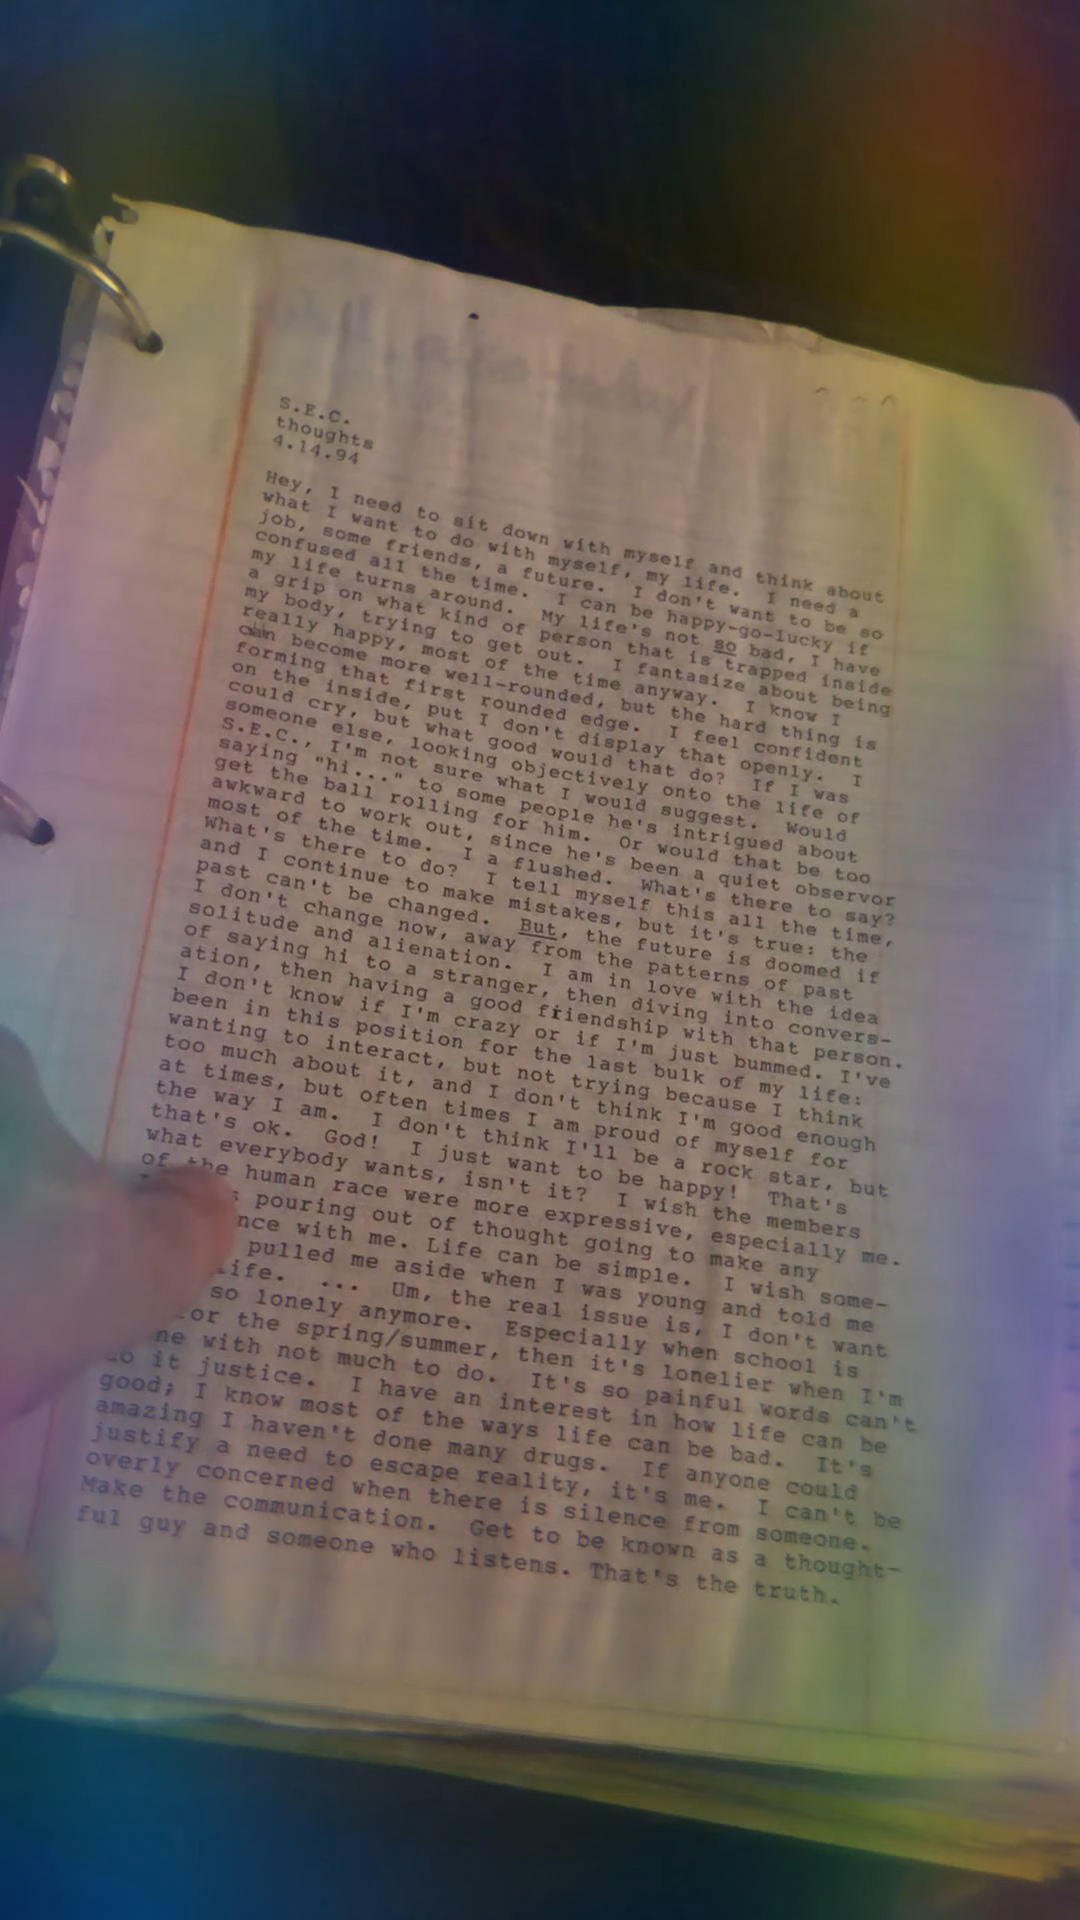 S.E.C.
thoughts
4.14.94
Hey, I need to sit down with myself and think about
what I want to do with myself, my life. I need a
job, some friends, a future. I don't want to be so
confused all the time. I can be happy-go-lucky if
my life turns around. My life's not so bad, I have
a grip on what kind of person that is trapped inside
my body, trying to get out. I fantasize about being
really happy, most of the time anyway. I know I
can become more well-rounded, but the hard thing is
forming that first rounded edge. I feel confident
on the inside, put I don't display that openly. I
could cry, but what good would that do? If I was
someone else, looking objectively onto the life of
S.E.C., I'm not sure what I would suggest. Would
saying "hi..." to some people he's intrigued about
get the ball rolling for him. Or would that be too
awkward to work out, since he's been a quiet observor
most of the time. I a flushed. What's there to say?
What's there to do? I tell myself this all the time,
and I continue to make mistakes, but it's true: the
past can't be changed. But, the future is doomed if
I don't change now, away from the patterns of past
solitude and alienation. I am in love with the idea
of saying hi to a stranger, then diving into convers-
ation, then having a good friendship with that person.
I don't know if I'm crazy or if I'm just bummed. I've
been in this position for the last bulk of my life:
wanting to interact, but not trying because I think
too much about it, and I don't think I'm good enough
at times, but often times I am proud of myself for
the way I am. I don't think I'll be a rock star, but
that's ok. God! I just want to be happy! That's
what everybody wants, isn't it? I wish the members
of the human race were more expressive, especially me.
pouring out of thought going to make any
with me. Life can be simple. I wish some-
pulled me aside when I was young and told me
life. ... Um, the real issue is, I don't want
so lonely anymore. Especially when school is
for the spring/summer, then it's lonelier when I'm
with not much to do. It's so painful words can't
do it justice. I have an interest in how life can be
good; I know most of the ways life can be bad. It's
amazing I haven't done many drugs. If anyone could
justify a need to escape reality, it's me. I can't be
overly concerned when there is silence from someone.
Make the communication. Get to be known as a thought-
ful guy and someone who listens. That's the truth.